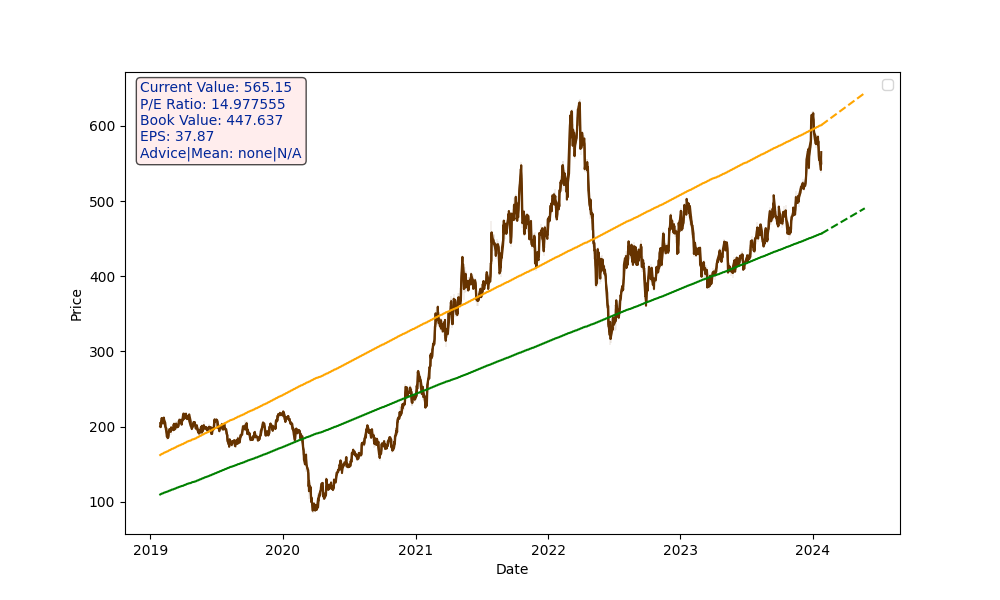 Current Value: 565.15
P/E Ratio: 14.977555
Book Value: 447.637
EPS: 37.87
Advice|Mean: none|N/A
600
500
400
300
200
100
Price
2019 2020 2021 2022 2023 2024
Date